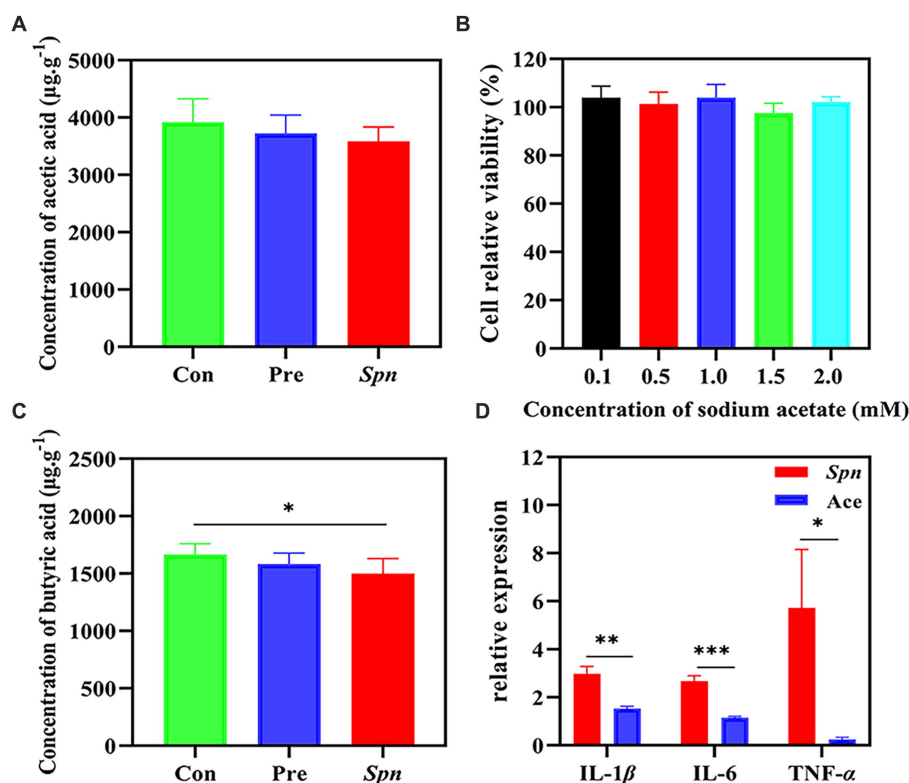 A
Concentration of acetic acid (µg.g-1)
5000
4000
3000
2000
1000
0
Con Pre Spn
B
Cell relative viability (%)
120
100
80
60
40
20
0
0.1 0.5 1.0 1.5 2.0
Concentration of sodium acetate (mM)
C
Concentration of butyric acid (µg.g-1)
2500
2000
1500
1000
500
0
*
Con Pre Spn
D
relative expression
12
10
8
6
4
2
0
Spn
Ace
**
***
*
IL-1β IL-6 TNF-α